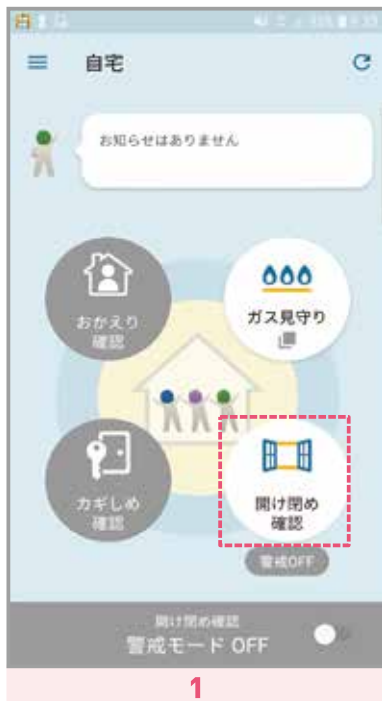 自宅
お知らせはありません
おかえり
確認
ガス見守り
カギしめ
確認
開け閉め
確認
警戒OFF
開け閉め確認
警戒モード OFF
1